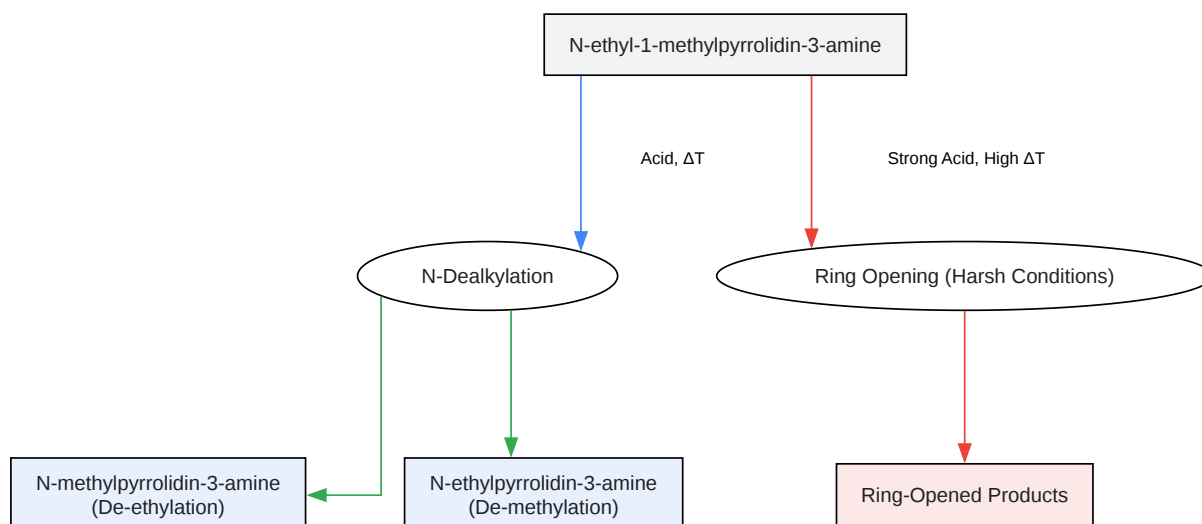 N-ethyl-1-methylpyrrolidin-3-amine
Acid, ΔT
Strong Acid, High ΔT
N-Dealkylation
Ring Opening (Harsh Conditions)
N-methylpyrrolidin-3-amine
(De-ethylation)
N-ethylpyrrolidin-3-amine
(De-methylation)
Ring-Opened Products